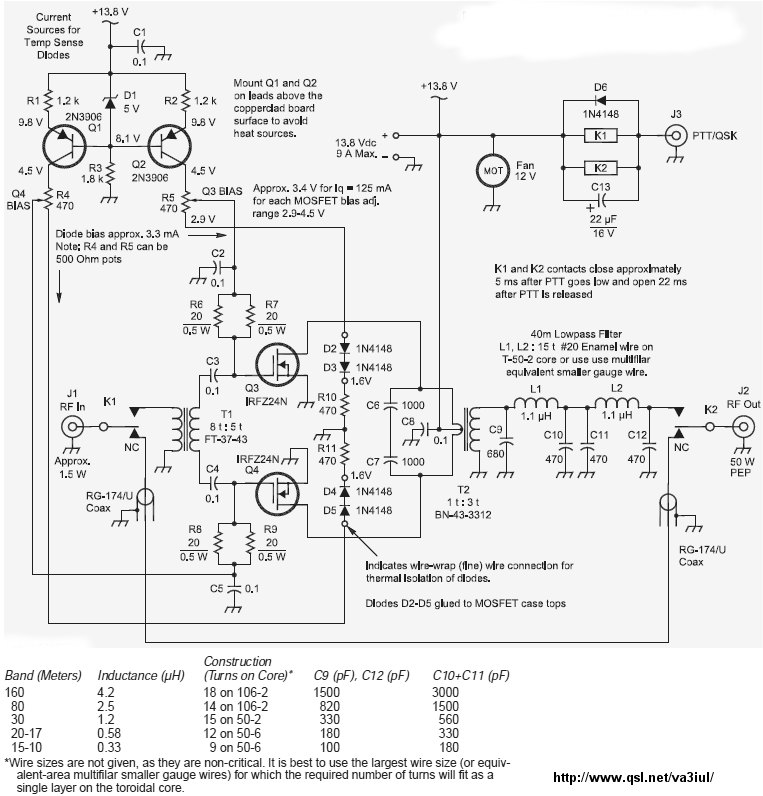 Current
Sources for
Temp Sense
Diodes
+13.8 V
C1
0.1
R1
1.2 k
D1
5 V
R2
1.2 k
Mount Q1 and Q2
on leads above the
copperclad board
surface to avoid
heat sources.
9.8 V
2N3906
Q1
9.8 V
8.1 V
4.5 V
R3
1.8 k
Q2
2N3906
4.5 V
Q4
BIAS
R4
470
R5
470
Q3 BIAS
2.9 V
Approx. 3.4 V for Iq = 125 mA
for each MOSFET bias adj.
range 2.9-4.5 V
Diode bias approx. 3.3 mA
Note; R4 and R5 can be
500 Ohm pots
+13.8 V
13.8 Vdc
9 A Max.
+
–
MOT
Fan
12 V
D6
1N4148
K1
K2
C13
+
22 µF
16 V
J3
PTT/QSK
K1 and K2 contacts close approximately
5 ms after PTT goes low and open 22 ms
after PTT is released
C2
0.1
R6
20
0.5 W
R7
20
0.5 W
C3
0.1
Q3
IRFZ24N
D2
1N4148
D3
1N4148
1.6V
R10
470
R11
470
1.6V
D4
1N4148
D5
1N4148
J1
RF In
Approx.
1.5 W
K1
NC
T1
8 t : 5 t
FT-37-43
C4
0.1
IRFZ24N
Q4
R8
20
0.5 W
R9
20
0.5 W
C5
0.1
RG-174/U
Coax
C6
1000
C7
1000
C8
0.1
T2
1 t : 3 t
BN-43-3312
40m Lowpass Filter
L1, L2 : 15 t #20 Enamel wire on
T-50-2 core or use use multifilar
equivalent smaller gauge wire.
L1
1.1 µH
L2
1.1 µH
C9
680
C10
470
C11
470
C12
470
NC
K2
J2
RF Out
50 W
PEP
RG-174/U
Coax
Indicates wire-wrap (fine) wire connection for
thermal isolation of diodes.
Diodes D2-D5 glued to MOSFET case tops
Band (Meters) Inductance (µH) Construction (Turns on Core)* C9 (pF), C12 (pF) C10+C11 (pF)
160 4.2 18 on 106-2 1500 3000
80 2.5 14 on 106-2 820 1500
30 1.2 15 on 50-2 330 560
20-17 0.58 12 on 50-6 180 330
15-10 0.33 9 on 50-6 100 180
*Wire sizes are not given, as they are non-critical. It is best to use the largest wire size (or equiv-
alent-area multifilar smaller gauge wires) for which the required number of turns will fit as a
single layer on the toroidal core.
http://www.qsl.net/va3iul/